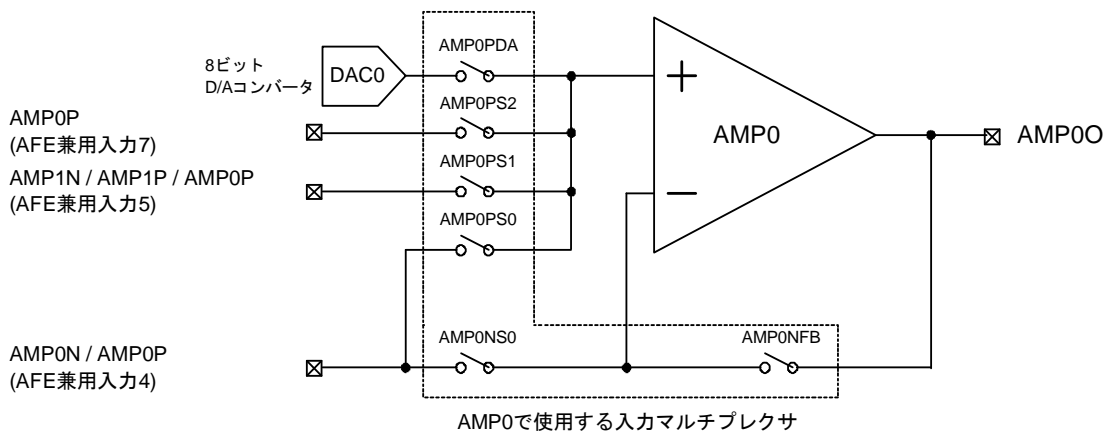 8ビット
D/Aコンバータ
DAC0
AMP0PDA
AMP0P
(AFE兼用入力7)
AMP0PS2
AMP1N / AMP1P / AMP0P
(AFE兼用入力5)
AMP0PS1
AMP0PS0
+
AMP0
−
AMP0O
AMP0N / AMP0P
(AFE兼用入力4)
AMP0NS0
AMP0NFB
AMP0で使用する入力マルチプレクサ